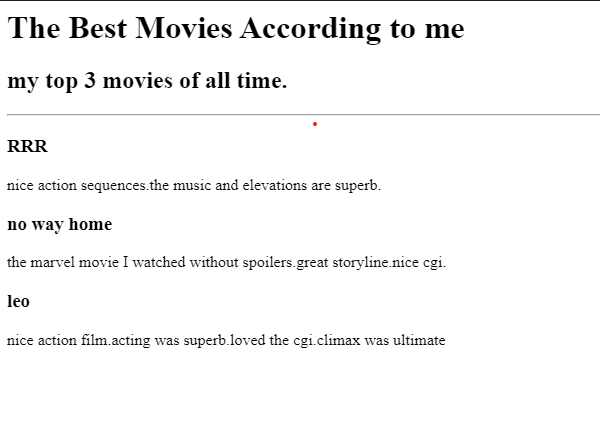 The Best Movies According to me
my top 3 movies of all time.
RRR
nice action sequences.the music and elevations are superb.
no way home
the marvel movie I watched without spoilers.great storyline.nice cgi.
leo
nice action film.acting was superb.loved the cgi.climax was ultimate